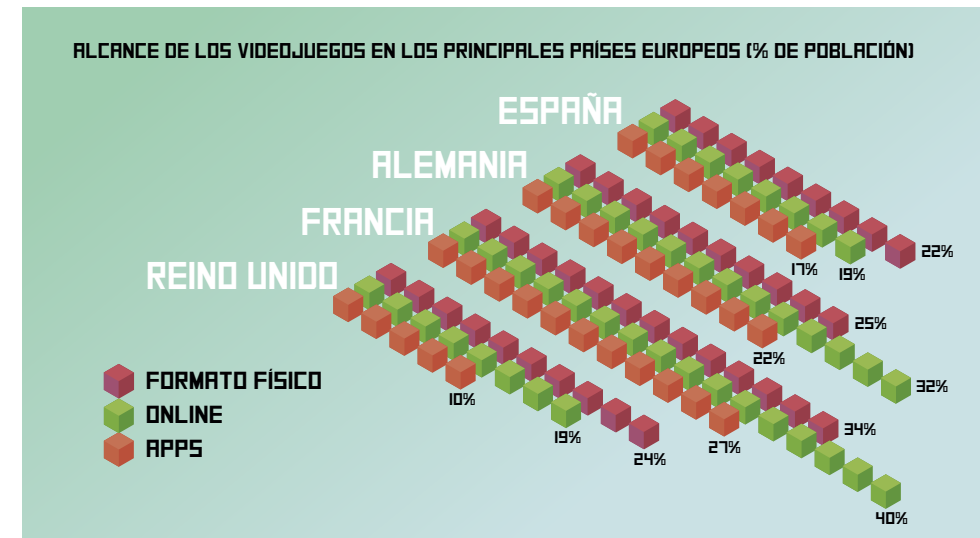 ALCANCE DE LOS VIDEOJUEGOS EN LOS PRINCIPALES PAÍSES EUROPEOS (% DE POBLACIÓN)
ESPAÑA
22%
17%
19%
ALEMANIA
25%
22%
32%
FRANCIA
34%
27%
40%
REINO UNIDO
10%
19%
24%
FORMATO FÍSICO
ONLINE
APPS